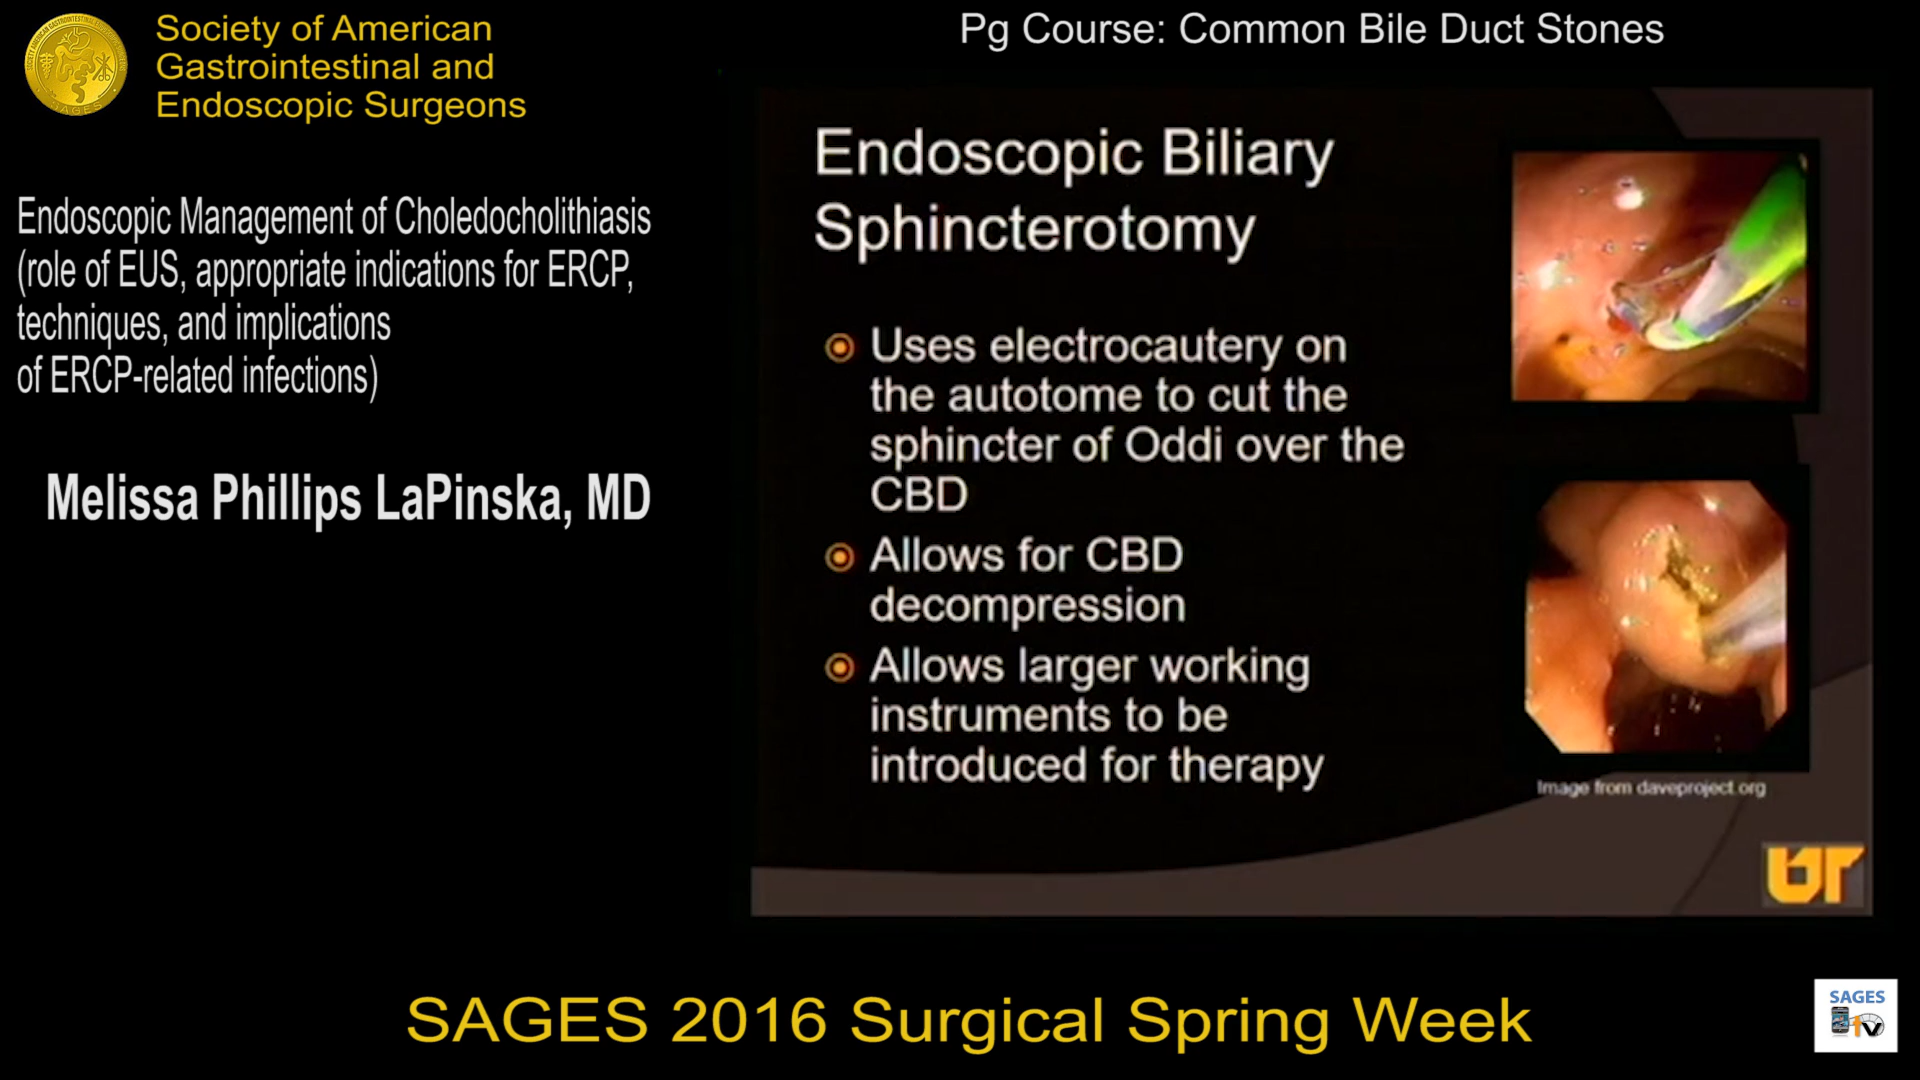 Society of American
Gastrointestinal and
Endoscopic Surgeons
Pg Course: Common Bile Duct Stones
Endoscopic Management of Choledocholithiasis
(role of EUS, appropriate indications for ERCP,
techniques, and implications
of ERCP-related infections)
Melissa Phillips LaPinska, MD
Endoscopic Biliary
Sphincterotomy
Uses electrocautery on
the autotome to cut the
sphincter of Oddi over the
CBD
Allows for CBD
decompression
Allows larger working
instruments to be
introduced for therapy
Image from daveproject.org
UT
SAGES 2016 Surgical Spring Week
SAGES
tv